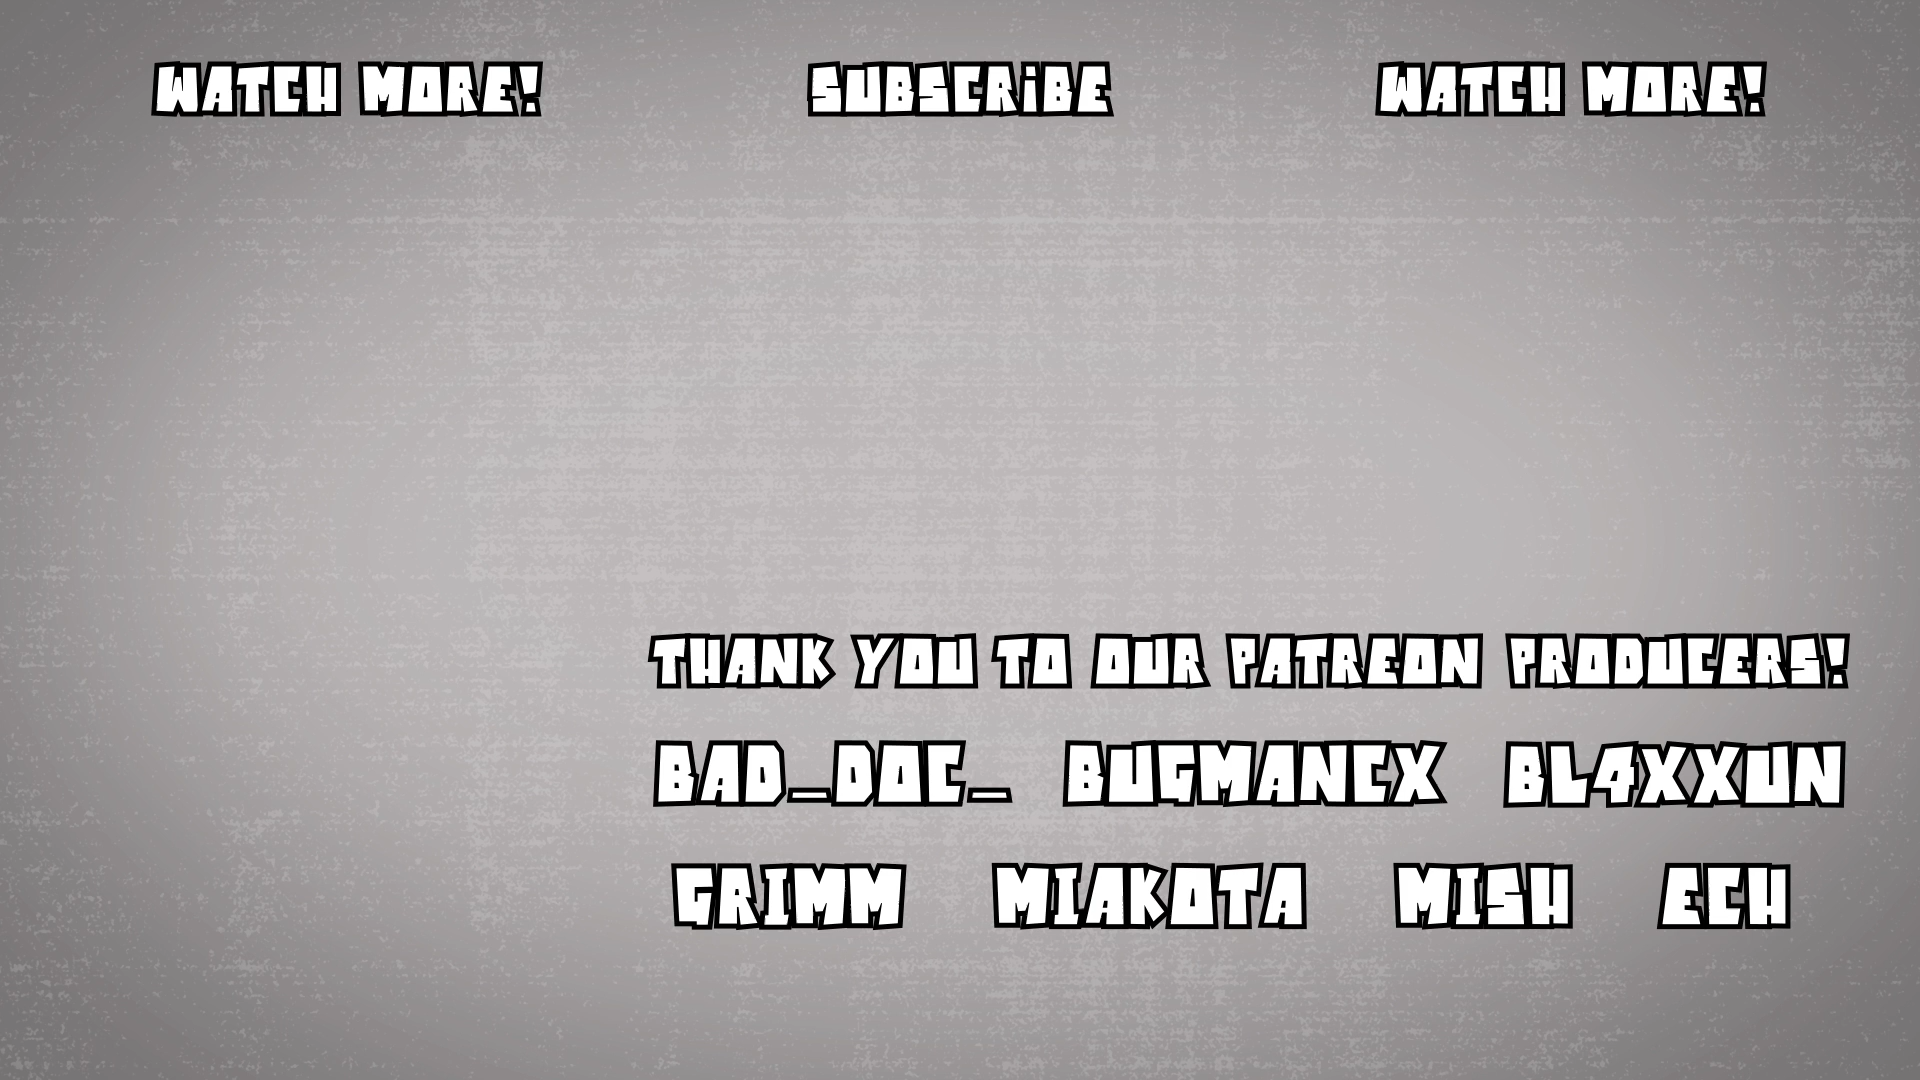 WATCH MORE! SUBSCRiBE WATCH MORE!
THANK YOU TO OUR PATREON PRODUCERS!
BAD_DOC_ BUGMANCX BL4XXUN
GRIMM MIAKOTA MISH ECH